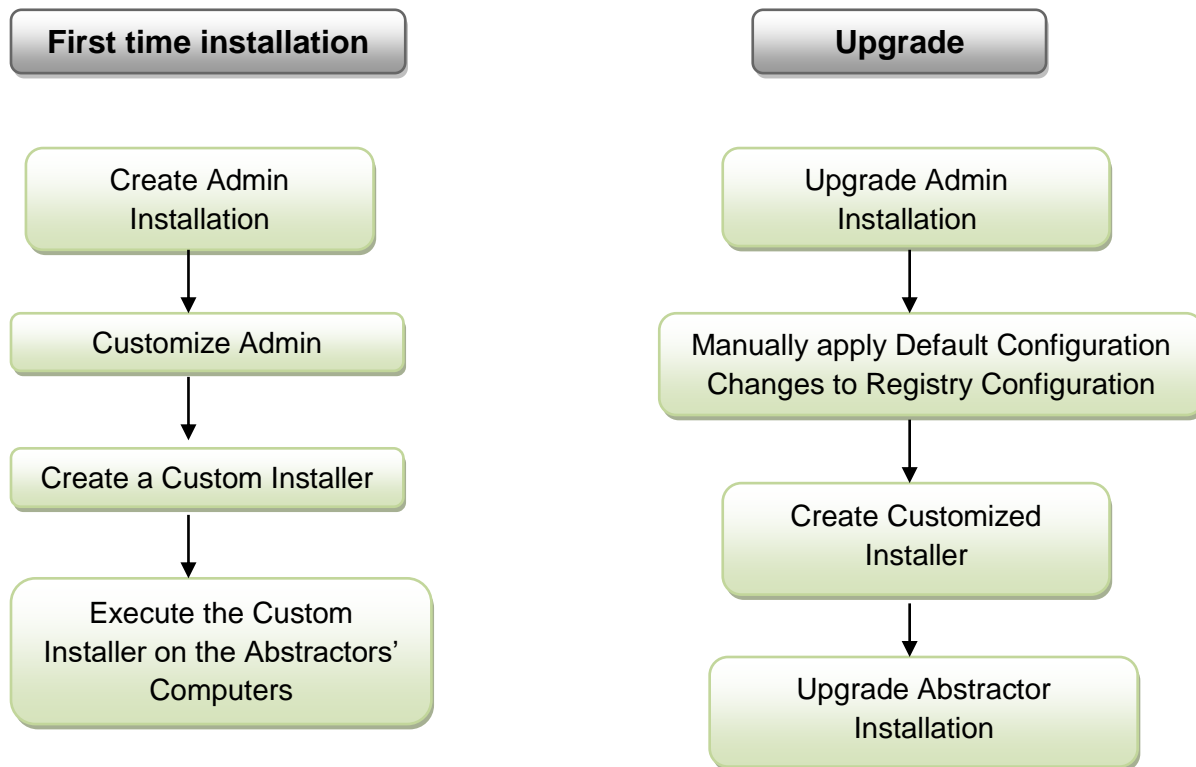 First time installation
Create Admin
Installation
Customize Admin
Create a Custom Installer
Execute the Custom
Installer on the Abstractors’
Computers
Upgrade
Upgrade Admin
Installation
Manually apply Default Configuration
Changes to Registry Configuration
Create Customized
Installer
Upgrade Abstractor
Installation